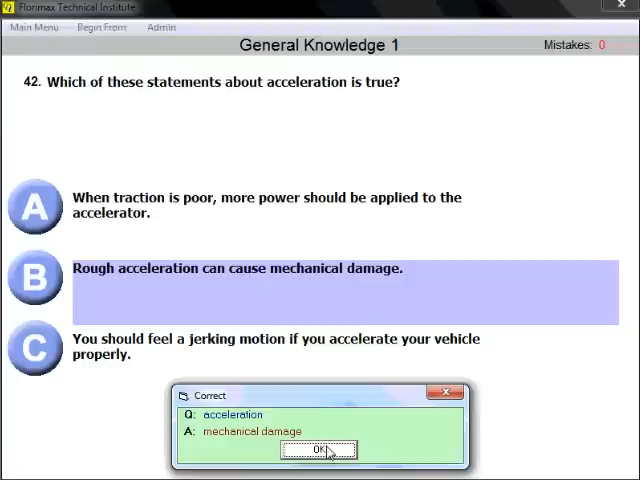 Florimax Technical Institute
Main Menu Begin From Admin
General Knowledge 1
Mistakes: 0
42. Which of these statements about acceleration is true?
A
When traction is poor, more power should be applied to the
accelerator.
B
Rough acceleration can cause mechanical damage.
C
You should feel a jerking motion if you accelerate your vehicle
properly.
Correct
Q: acceleration
A: mechanical damage
OK